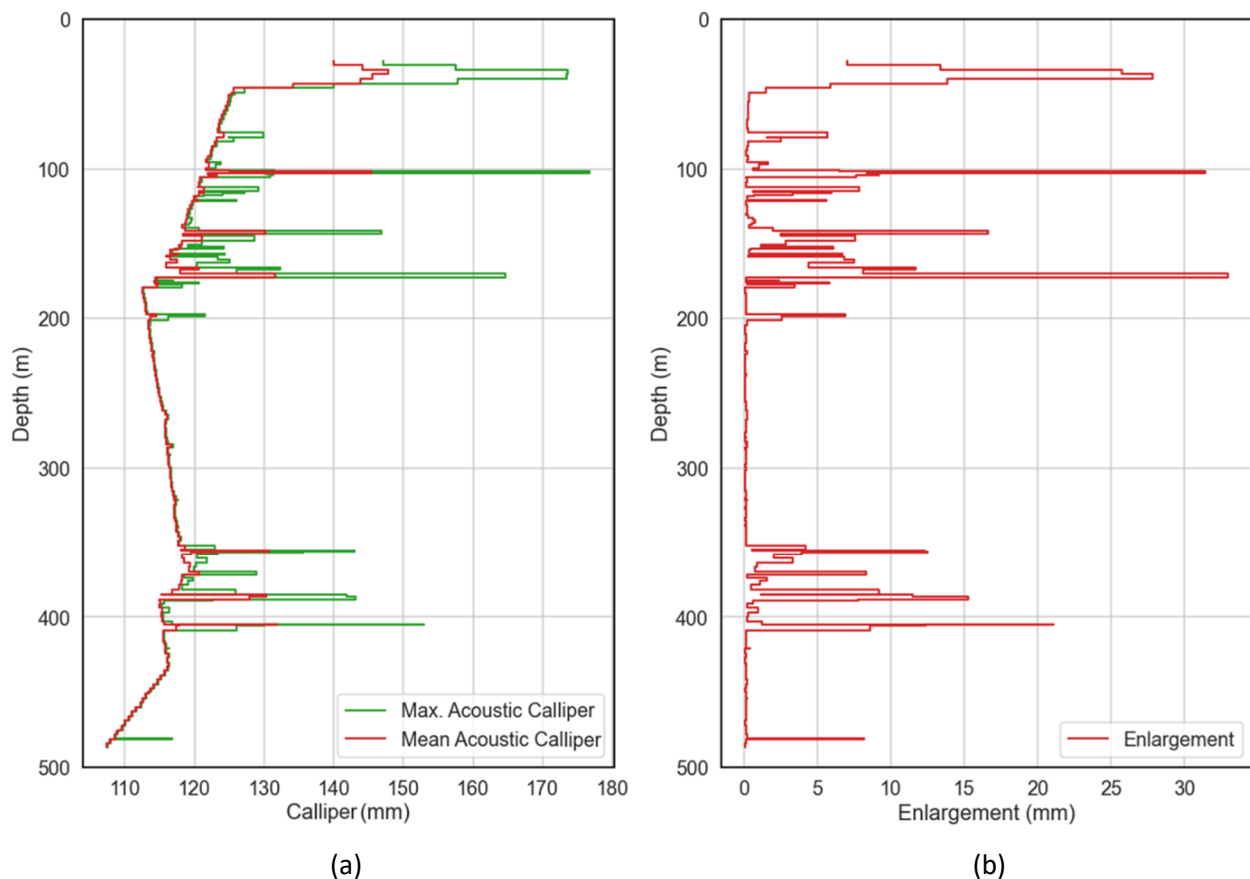 0
100
200
300
400
500
Depth (m)
110 120 130 140 150 160 170 180
Calliper (mm)
Max. Acoustic Calliper
Mean Acoustic Calliper
(a)
0
100
200
300
400
500
Depth (m)
0 5 10 15 20 25 30
Enlargement (mm)
Enlargement
(b)